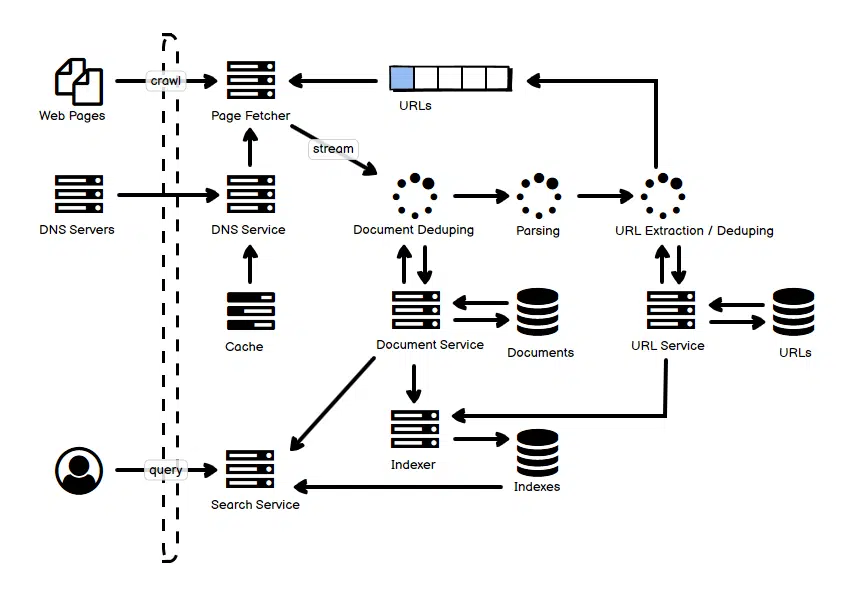 crawl
Web Pages
Page Fetcher
URLs
stream
DNS Servers
DNS Service
Document Deduping
Parsing
URL Extraction / Deduping
Cache
Document Service
Documents
URL Service
URLs
query
Indexer
Indexes
Search Service